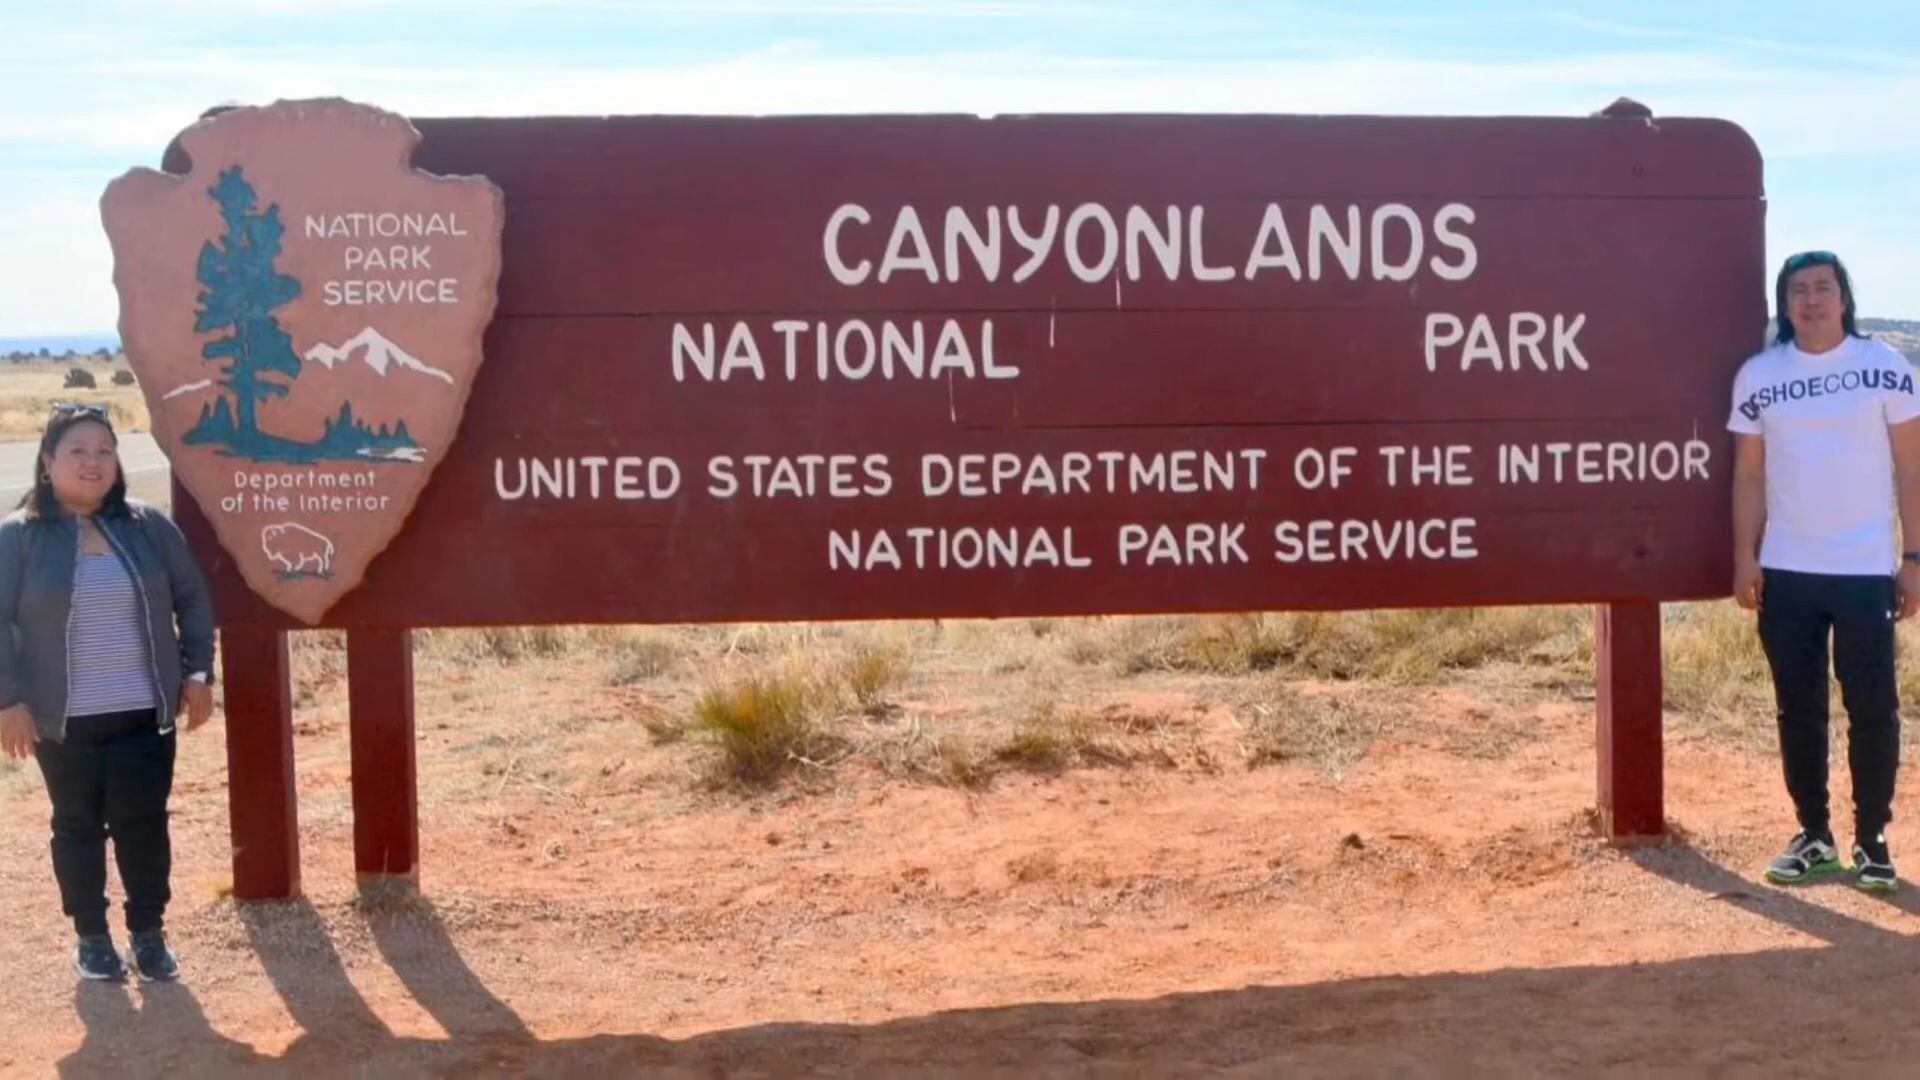 NATIONAL
PARK
SERVICE
Department
of the Interior
CANYONLANDS
NATIONAL PARK
UNITED STATES DEPARTMENT OF THE INTERIOR
NATIONAL PARK SERVICE
DCSHOECOUSA